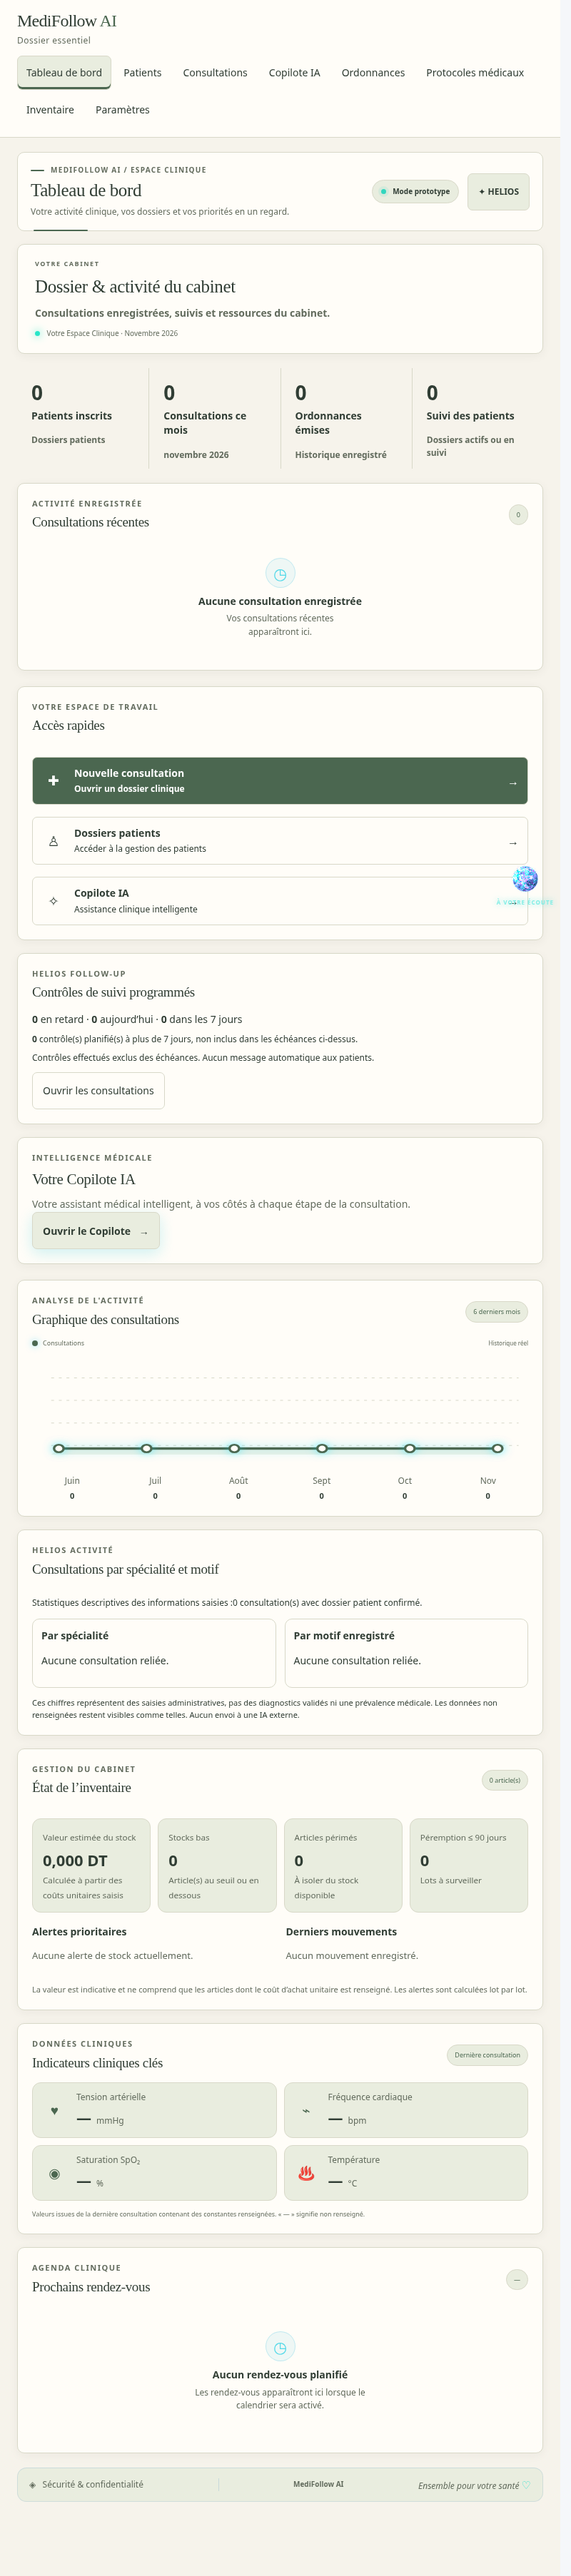 MediFollow AI
Dossier essentiel
Tableau de bord Patients Consultations Copilote IA Ordonnances Protocoles médicaux
Inventaire Paramètres
MEDIFOLLOW AI / ESPACE CLINIQUE
Tableau de bord
Votre activité clinique, vos dossiers et vos priorités en un regard.
Mode prototype
✦ HELIOS
VOTRE CABINET
Dossier & activité du cabinet
Consultations enregistrées, suivis et ressources du cabinet.
Votre Espace Clinique · Novembre 2026
0
Patients inscrits
Dossiers patients
0
Consultations ce
mois
novembre 2026
0
Ordonnances
émises
Historique enregistré
0
Suivi des patients
Dossiers actifs ou en
suivi
ACTIVITÉ ENREGISTRÉE
Consultations récentes
0
Aucune consultation enregistrée
Vos consultations récentes
apparaîtront ici.
VOTRE ESPACE DE TRAVAIL
Accès rapides
Nouvelle consultation
Ouvrir un dossier clinique
→
Dossiers patients
Accéder à la gestion des patients
→
Copilote IA
Assistance clinique intelligente
→
À VOTRE ÉCOUTE
HELIOS FOLLOW-UP
Contrôles de suivi programmés
0 en retard · 0 aujourd'hui · 0 dans les 7 jours
0 contrôle(s) planifié(s) à plus de 7 jours, non inclus dans les échéances ci-dessus.
Contrôles effectués exclus des échéances. Aucun message automatique aux patients.
Ouvrir les consultations
INTELLIGENCE MÉDICALE
Votre Copilote IA
Votre assistant médical intelligent, à vos côtés à chaque étape de la consultation.
Ouvrir le Copilote →
ANALYSE DE L'ACTIVITÉ
Graphique des consultations
6 derniers mois
Consultations
Historique réel
Juin Juil Août Sept Oct Nov
0 0 0 0 0 0
HELIOS ACTIVITÉ
Consultations par spécialité et motif
Statistiques descriptives des informations saisies :0 consultation(s) avec dossier patient confirmé.
Par spécialité
Aucune consultation reliée.
Par motif enregistré
Aucune consultation reliée.
Ces chiffres représentent des saisies administratives, pas des diagnostics validés ni une prévalence médicale. Les données non
renseignées restent visibles comme telles. Aucun envoi à une IA externe.
GESTION DU CABINET
État de l’inventaire
0 article(s)
Valeur estimée du stock
0,000 DT
Calculée à partir des
coûts unitaires saisis
Stocks bas
0
Article(s) au seuil ou en
dessous
Articles périmés
0
À isoler du stock
disponible
Péremption ≤ 90 jours
0
Lots à surveiller
Alertes prioritaires
Aucune alerte de stock actuellement.
Derniers mouvements
Aucun mouvement enregistré.
La valeur est indicative et ne comprend que les articles dont le coût d'achat unitaire est renseigné. Les alertes sont calculées lot par lot.
DONNÉES CLINIQUES
Indicateurs cliniques clés
Dernière consultation
Tension artérielle
— mmHg
Fréquence cardiaque
— bpm
Saturation SpO₂
— %
Température
— °C
Valeurs issues de la dernière consultation contenant des constantes renseignées. « — » signifie non renseigné.
AGENDA CLINIQUE
Prochains rendez-vous
—
Aucun rendez-vous planifié
Les rendez-vous apparaîtront ici lorsque le
calendrier sera activé.
Sécurité & confidentialité
MediFollow AI
Ensemble pour votre santé ♡